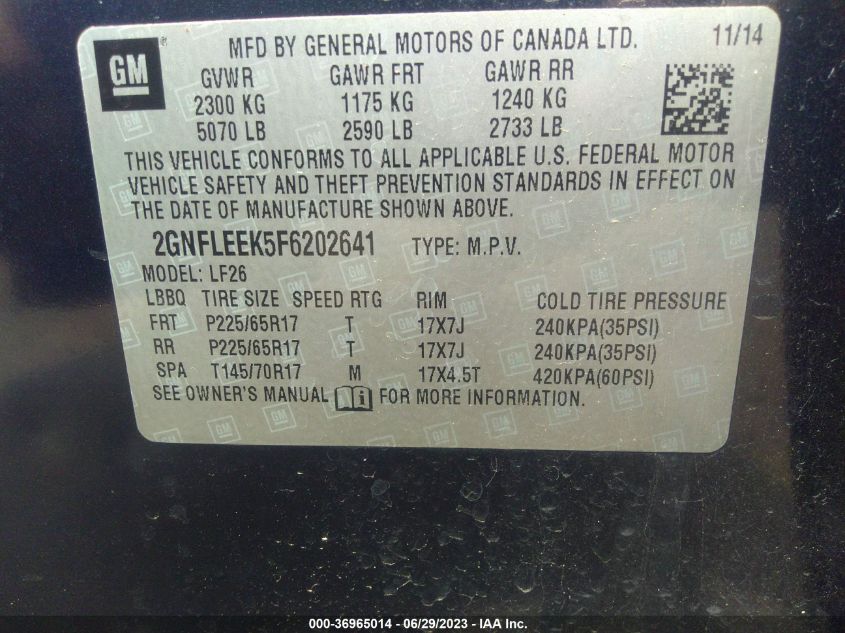 GM
MFD BY GENERAL MOTORS OF CANADA LTD. 11/14
GVWR GAWR FRT GAWR RR
2300 KG 1175 KG 1240 KG
5070 LB 2590 LB 2733 LB
THIS VEHICLE CONFORMS TO ALL APPLICABLE U.S. FEDERAL MOTOR
VEHICLE SAFETY AND THEFT PREVENTION STANDARDS IN EFFECT ON
THE DATE OF MANUFACTURE SHOWN ABOVE.
2GNFLEEK5F6202641 TYPE: M.P.V.
MODEL: LF26
LBBQ TIRE SIZE SPEED RTG RIM COLD TIRE PRESSURE
FRT P225/65R17 T 17X7J 240KPA(35PSI)
RR P225/65R17 T 17X7J 240KPA(35PSI)
SPA T145/70R17 M 17X4.5T 420KPA(60PSI)
SEE OWNER'S MANUAL FOR MORE INFORMATION.
000-36965014 - 06/29/2023 - IAA Inc.